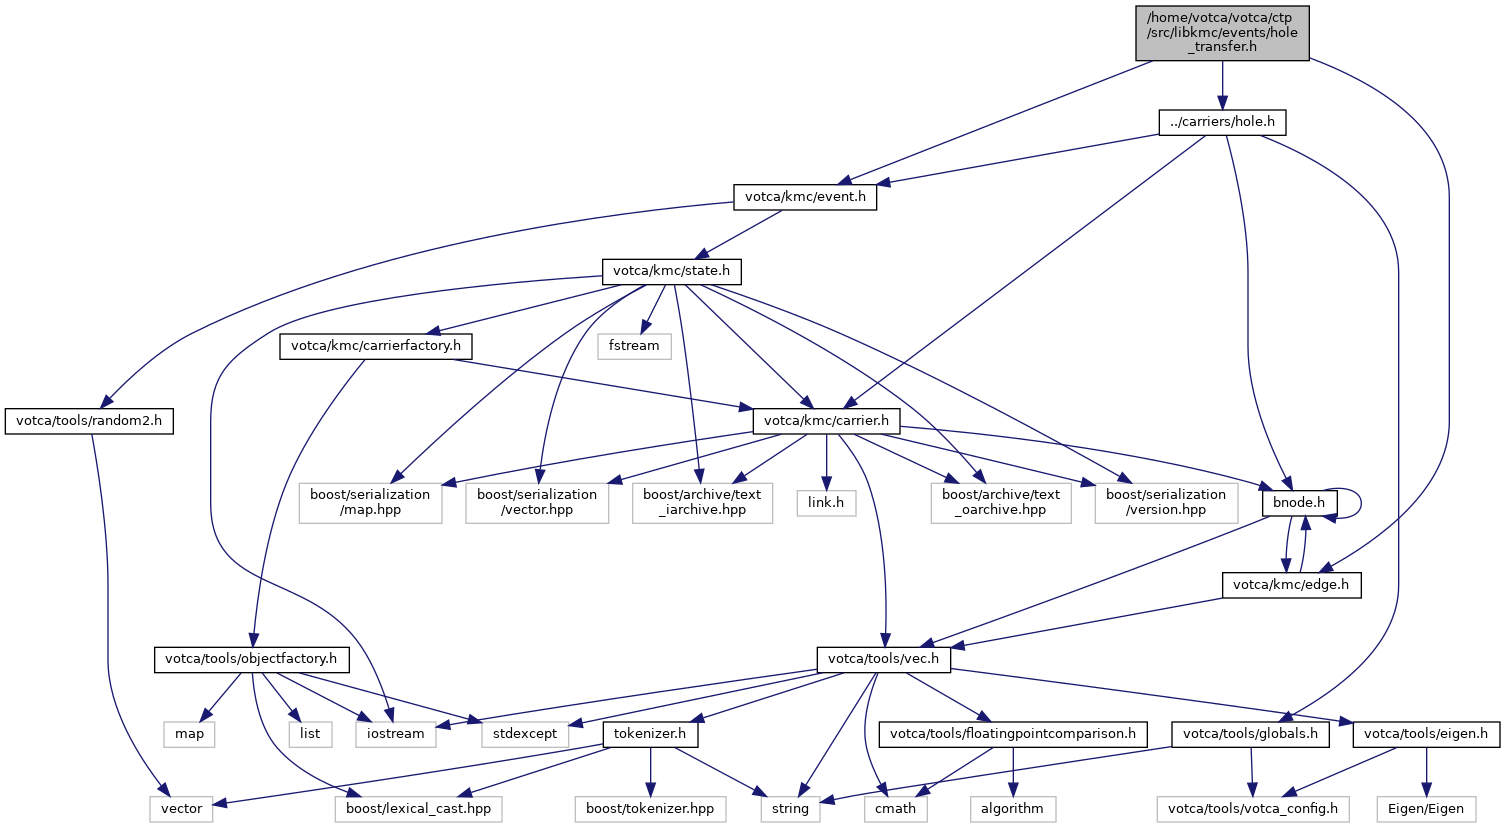 /home/votca/votca/ctp
/src/libkmc/events/hole
_transfer.h
../carriers/hole.h
votca/kmc/event.h
votca/kmc/state.h
votca/kmc/carrierfactory.h
fstream
votca/tools/random2.h
votca/kmc/carrier.h
boost/serialization
/map.hpp
boost/serialization
/vector.hpp
boost/archive/text
_iarchive.hpp
link.h
boost/archive/text
_oarchive.hpp
boost/serialization
/version.hpp
bnode.h
votca/kmc/edge.h
votca/tools/objectfactory.h
votca/tools/vec.h
map
list
iostream
stdexcept
tokenizer.h
votca/tools/floatingpointcomparison.h
votca/tools/globals.h
votca/tools/eigen.h
vector
boost/lexical_cast.hpp
boost/tokenizer.hpp
string
cmath
algorithm
votca/tools/votca_config.h
Eigen/Eigen